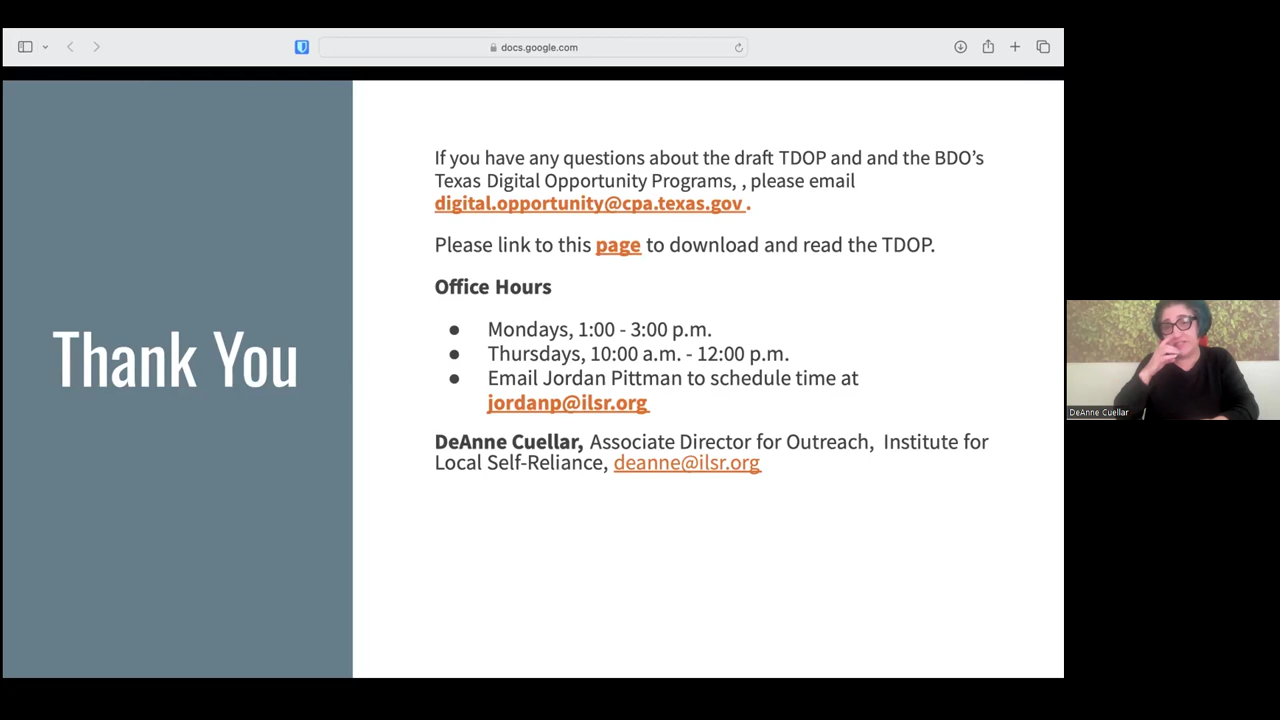 docs.google.com
Thank You
If you have any questions about the draft TDOP and and the BDO's
Texas Digital Opportunity Programs, , please email
digital.opportunity@cpa.texas.gov .
Please link to this page to download and read the TDOP.
Office Hours
● Mondays, 1:00 - 3:00 p.m.
● Thursdays, 10:00 a.m. - 12:00 p.m.
● Email Jordan Pittman to schedule time at
jordanp@ilsr.org
DeAnne Cuellar, Associate Director for Outreach, Institute for
Local Self-Reliance, deanne@ilsr.org
DeAnne Cuellar